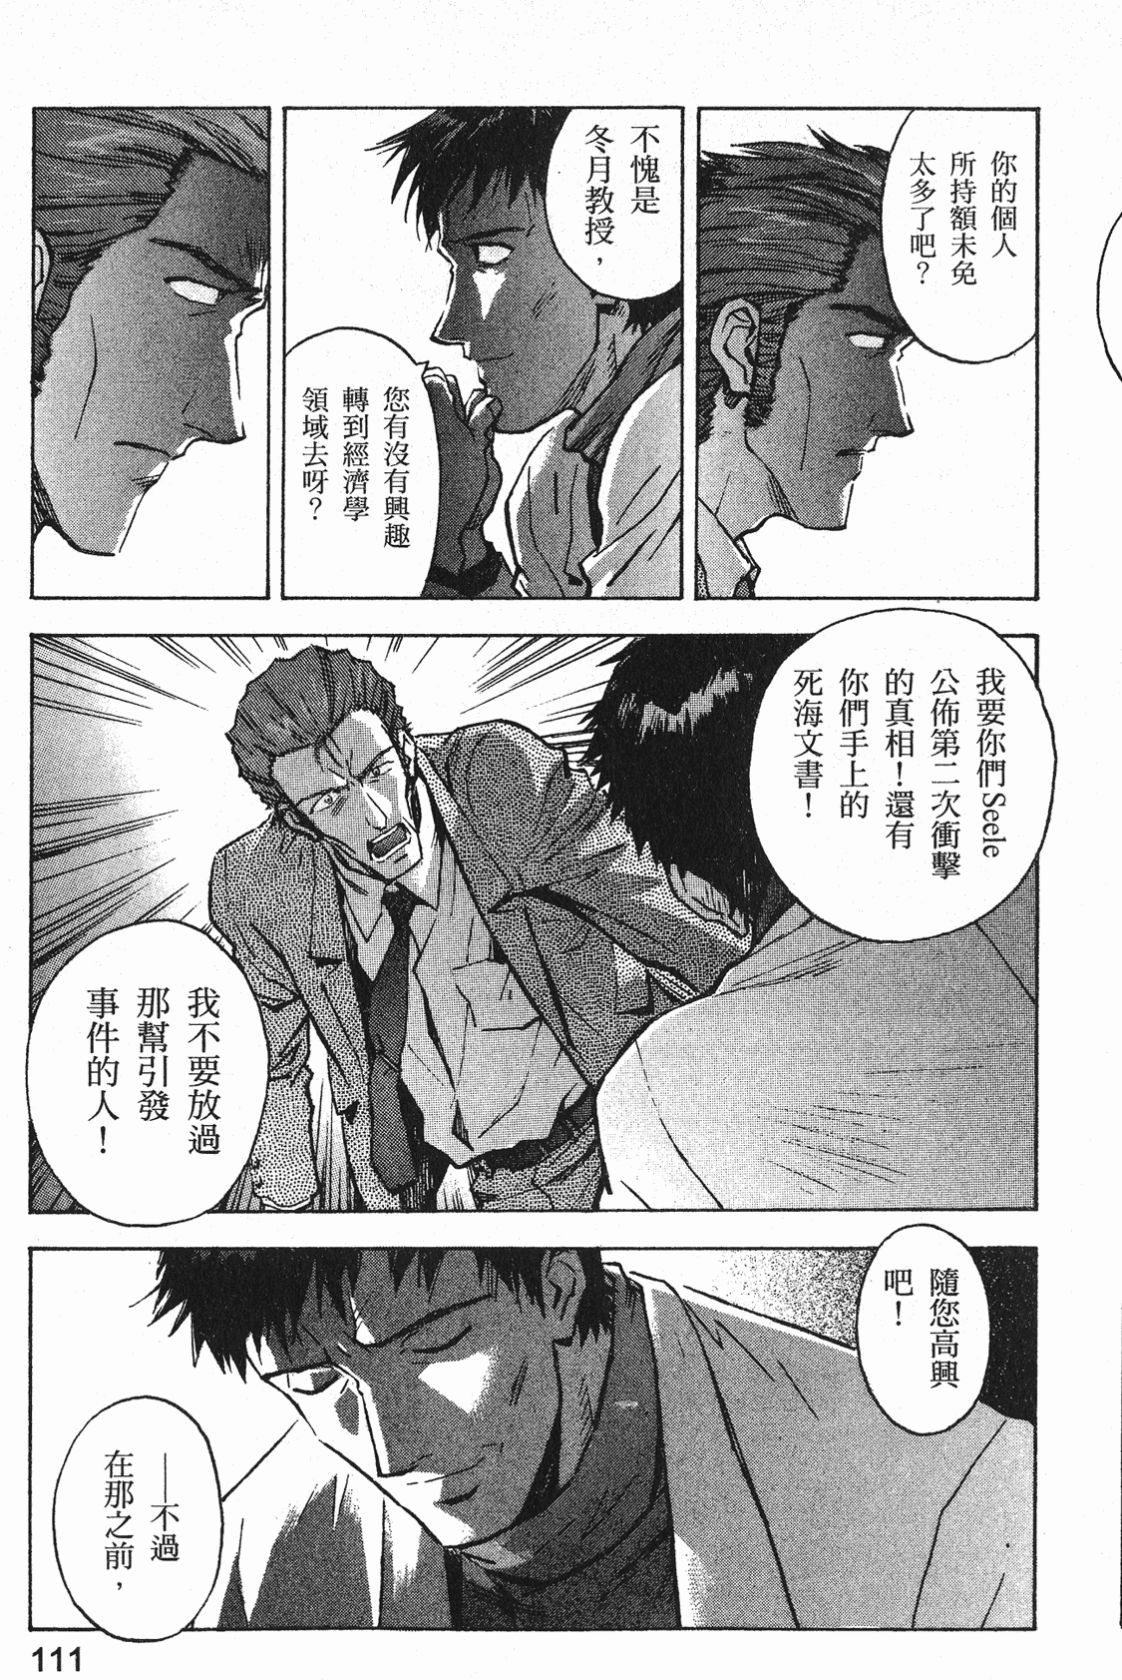 你的個人
所持額未免
太多了吧？
不愧是
冬月教授，
您有沒有興趣
轉到經濟學
領域去呀？
我要你們Seele
公佈第二次衝擊
的真相！還有
你們手上的
死海文書！
我不要放過
那幫引發
事件的人！
隨您高興
吧！
──不過
在那之前，
111